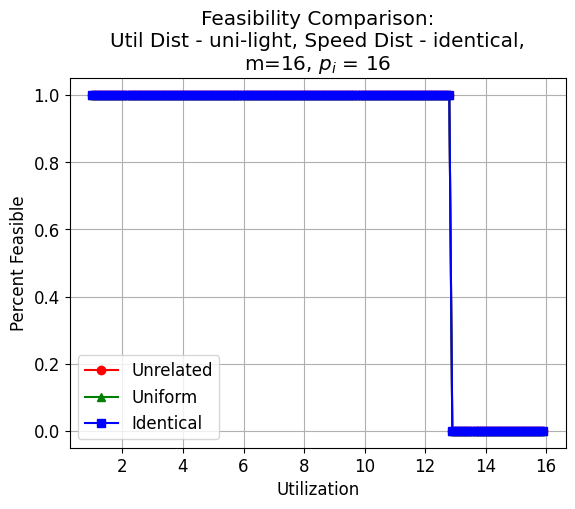 Feasibility Comparison:
Util Dist - uni-light, Speed Dist - identical,
m=16, pᵢ = 16
1.0
0.8
0.6
0.4
0.2
0.0
Percent Feasible
Unrelated
Uniform
Identical
2 4 6 8 10 12 14 16
Utilization